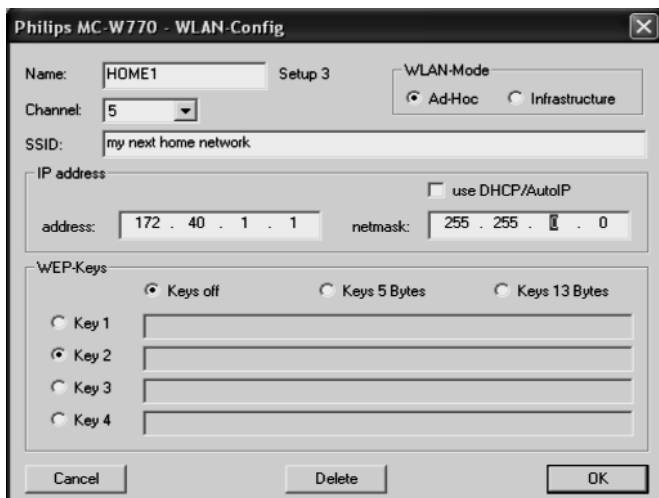 Philips MC-W770 - WLAN-Config
Name: HOME1 Setup 3
WLAN-Mode
Ad-Hoc Infrastructure
Channel: 5
SSID: my next home network
IP address
use DHCP/AutoIP
address: 172 . 40 . 1 . 1 netmask: 255 . 255 . 0 . 0
WEP-Keys
Keys off Keys 5 Bytes Keys 13 Bytes
Key 1
Key 2
Key 3
Key 4
Cancel Delete OK